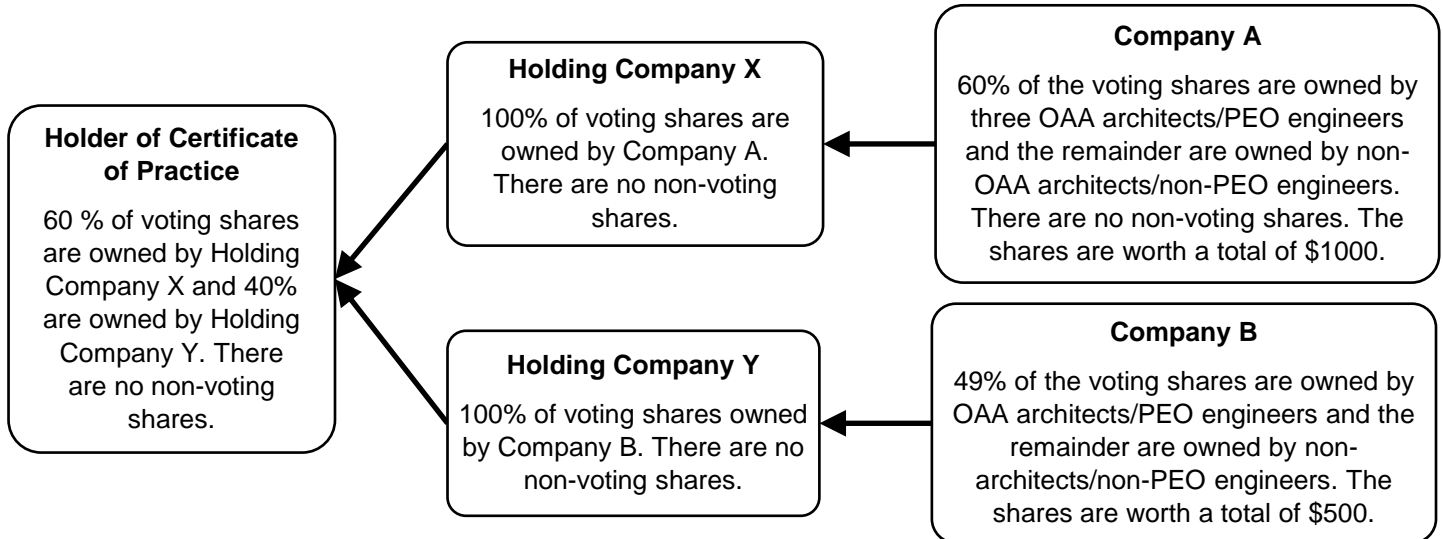 Holder of Certificate
of Practice
60 % of voting shares
are owned by Holding
Company X and 40%
are owned by Holding
Company Y. There
are no non-voting
shares.
Holding Company X
100% of voting shares are
owned by Company A.
There are no non-voting
shares.
Company A
60% of the voting shares are owned by
three OAA architects/PEO engineers
and the remainder are owned by non-
OAA architects/non-PEO engineers.
There are no non-voting shares. The
shares are worth a total of $1000.
Holding Company Y
100% of voting shares owned
by Company B. There are no
non-voting shares.
Company B
49% of the voting shares are owned by
OAA architects/PEO engineers and the
remainder are owned by non-
architects/non-PEO engineers. The
shares are worth a total of $500.